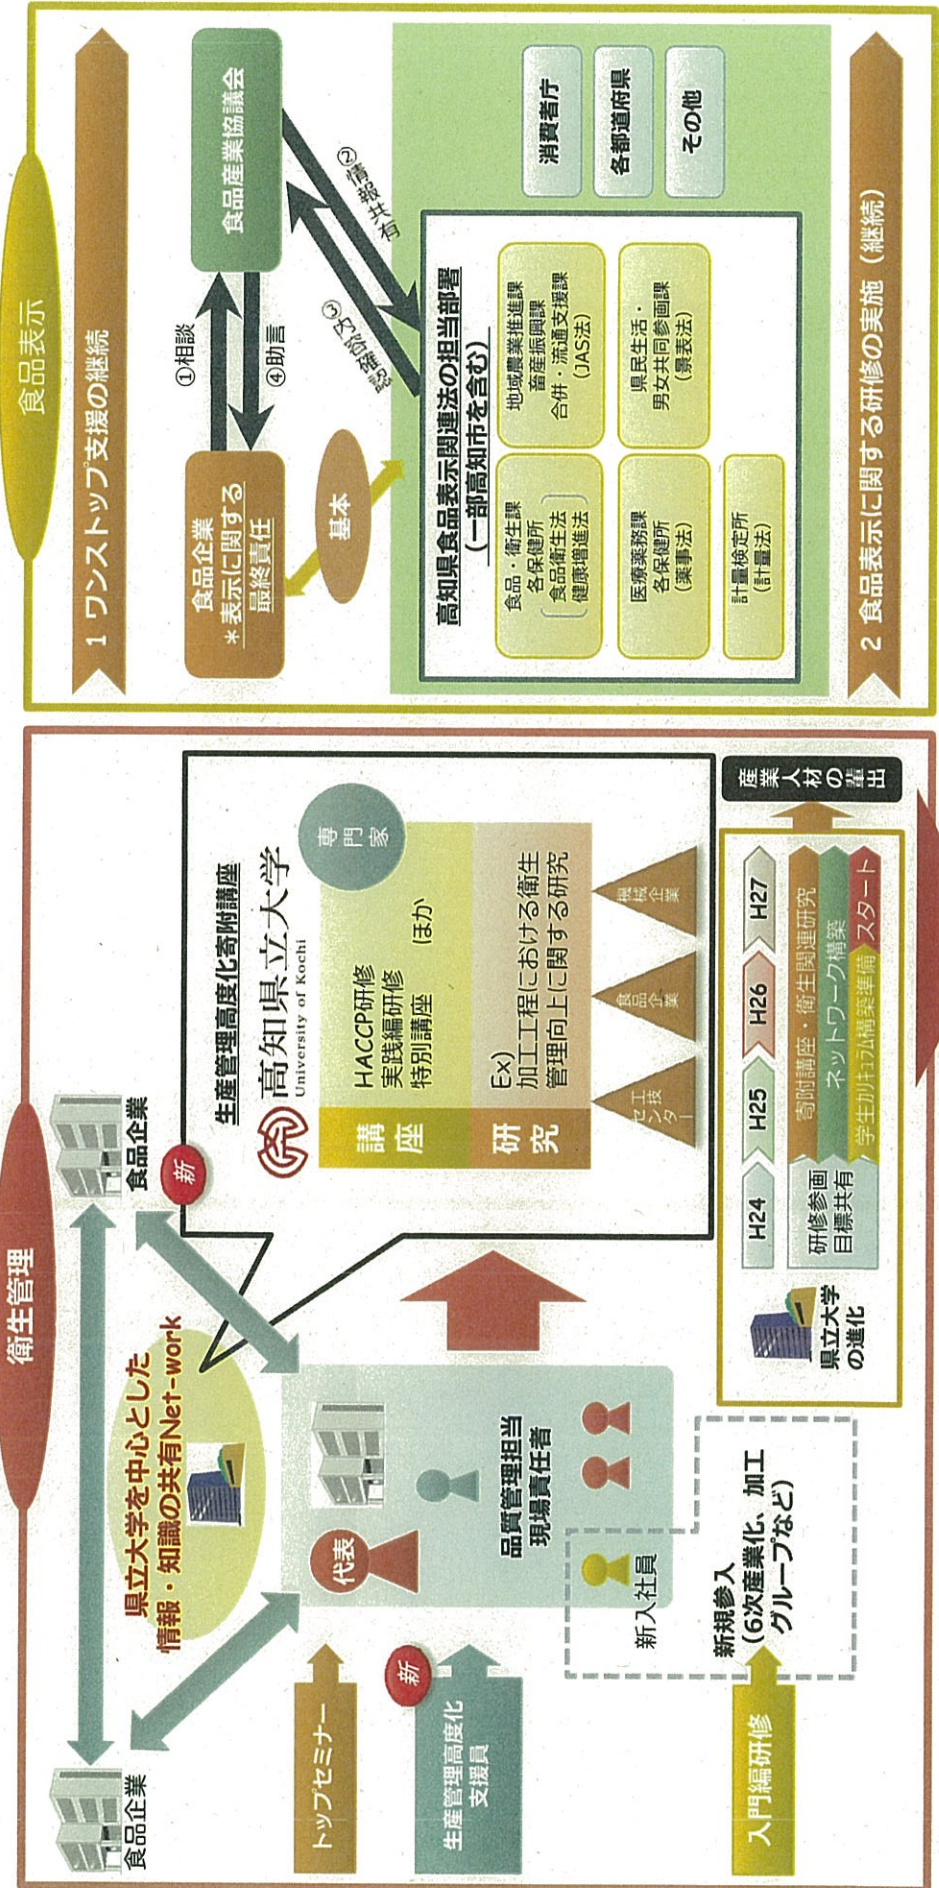 衛生管理
食品企業
食品企業
県立大学を中心とした
情報・知識の共有Net-work
トップセミナー
新
生産管理高度化
支援員
入門編研修
代表
品質管理担当
現場責任者
新入社員
新規参入
(6次産業化、加工
グループなど)
新
生産管理高度化寄附講座
高知県立大学
University of Kochi
専門家
講座
HACCP研修
実践編研修
特別講座 ほか
研究
Ex)
加工工程における衛生
管理向上に関する研究
工技センター
食品企業
機械企業
県立大学
の進化
H24
H25
H26
H27
研修参画
目標共有
寄附講座・衛生関連研究
ネットワーク構築
学生カリキュラム構築準備
スタート
産業人材の輩出
食品表示
1 ワンストップ支援の継続
食品企業
*表示に関する
最終責任
①相談
④助言
食品産業協議会
基本
②情報共有
③内容確認
高知県食品表示関連法の担当部署
(一部高知市を含む)
食品・衛生課
各保健所
食品衛生法
健康増進法
地域農業推進課
畜産振興課
合併・流通支援課
(JAS法)
医療薬務課
各保健所
(薬事法)
県民生活・
男女共同参画課
(景表法)
計量検定所
(計量法)
消費者庁
各都道府県
その他
2 食品表示に関する研修の実施(継続)